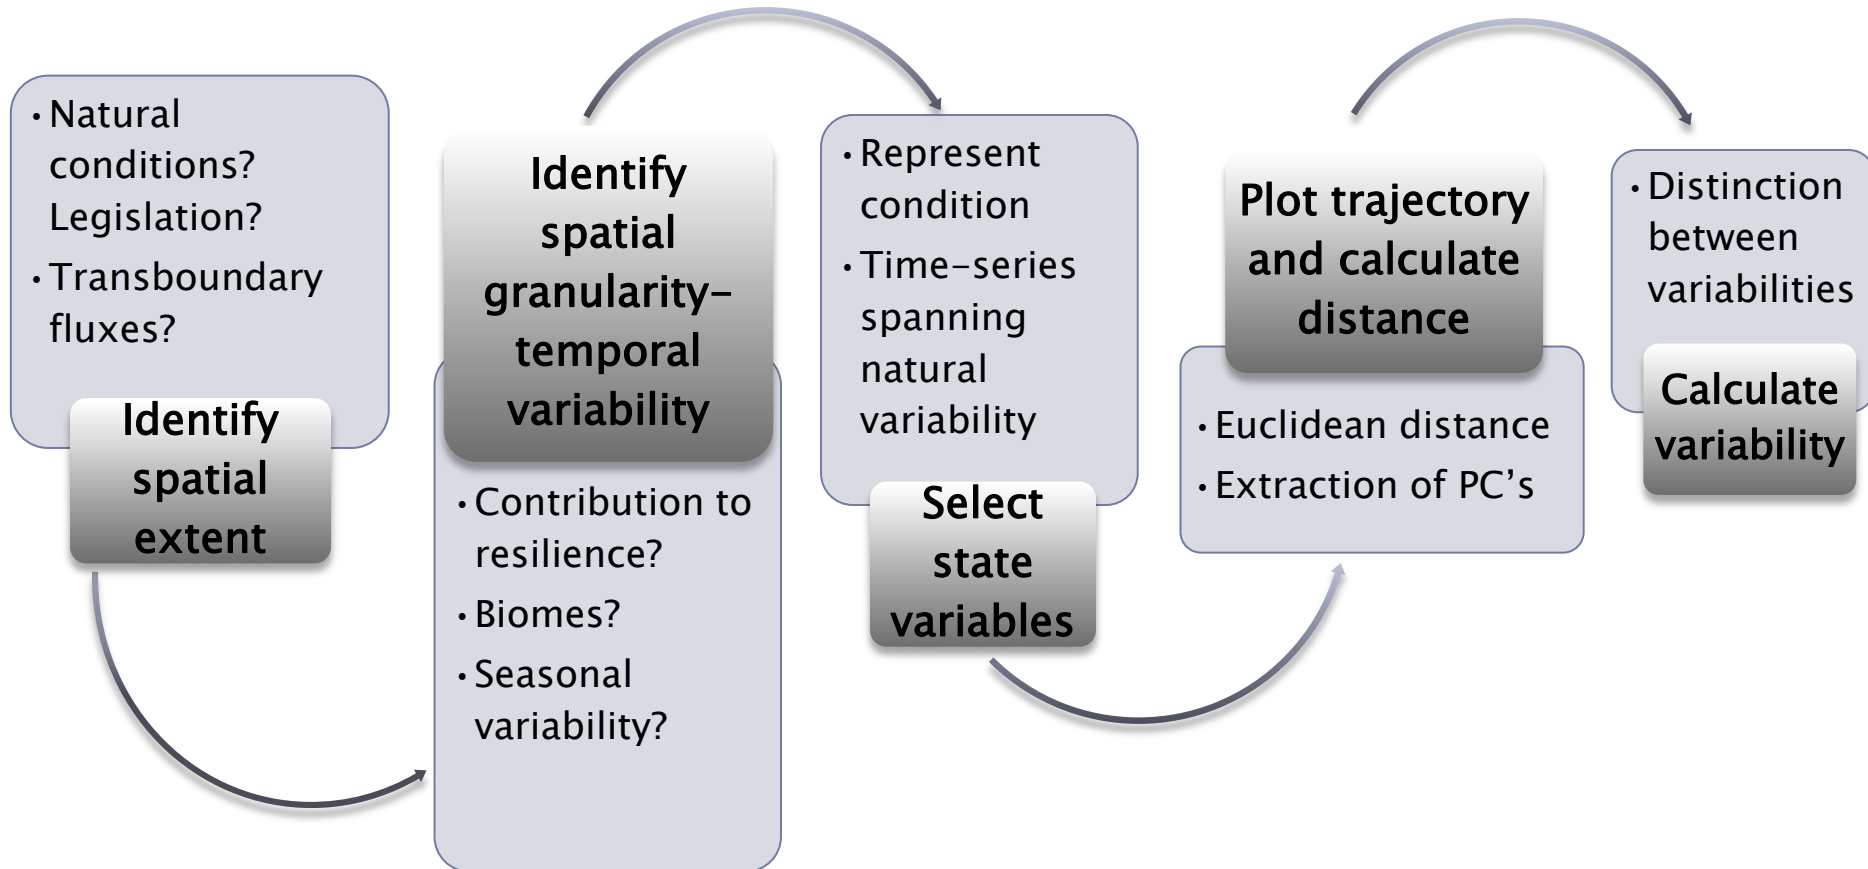 •Natural
conditions?
Legislation?
•Transboundary
fluxes?
Identify
spatial
extent
Identify
spatial
granularity–
temporal
variability
•Contribution to
resilience?
•Biomes?
•Seasonal
variability?
•Represent
condition
•Time–series
spanning
natural
variability
Select
state
variables
Plot trajectory
and calculate
distance
•Euclidean distance
•Extraction of PC’s
•Distinction
between
variabilities
Calculate
variability